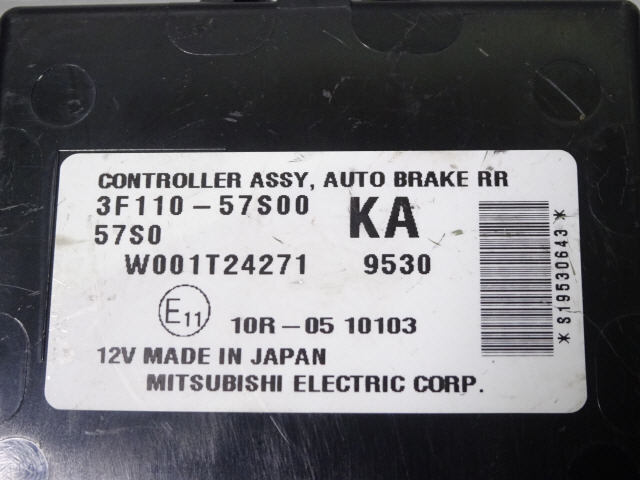 CONTROLLER ASSY, AUTO BRAKE RR
3F110-57S00 KA
57S0
W001T24271 9530
E11 10R-05 10103
12V MADE IN JAPAN
MITSUBISHI ELECTRIC CORP.
*S19530643*